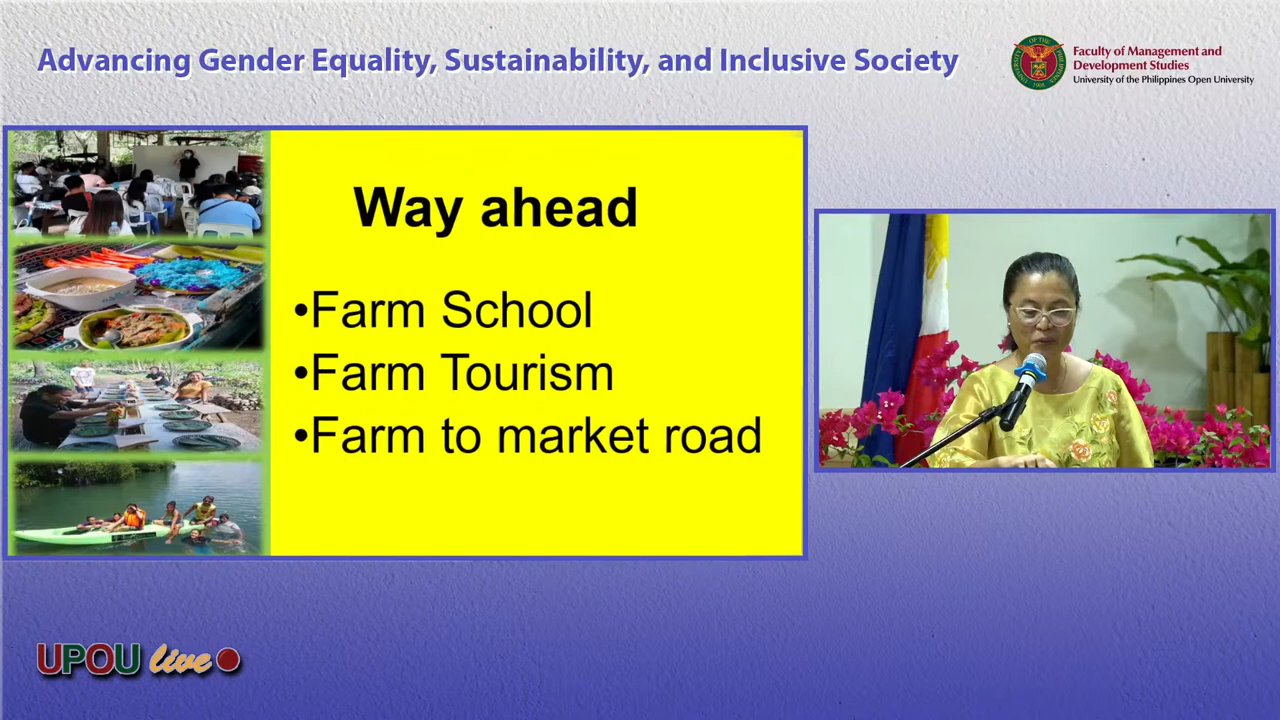 Advancing Gender Equality, Sustainability, and Inclusive Society
Faculty of Management and
Development Studies
University of the Philippines Open University
Way ahead
•Farm School
•Farm Tourism
•Farm to market road
UPOU live